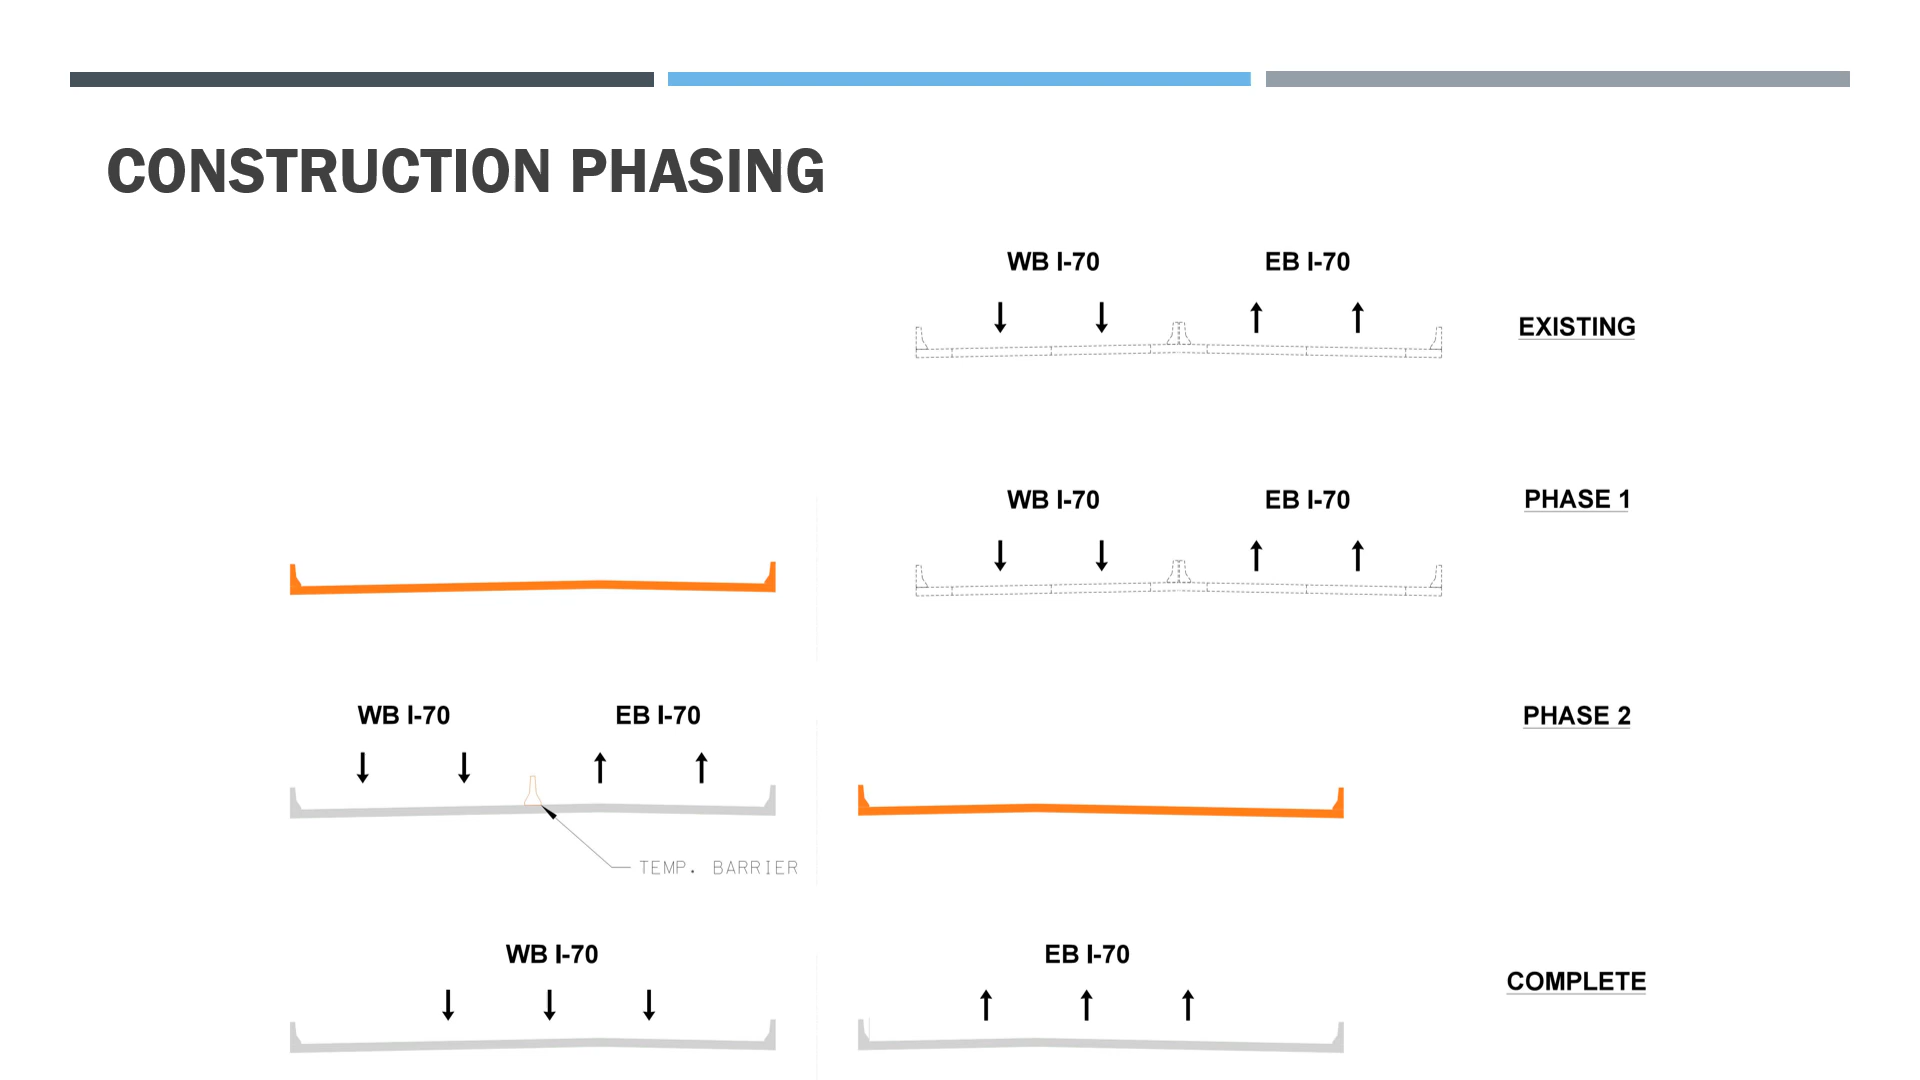 CONSTRUCTION PHASING
WB I-70 EB I-70
EXISTING
WB I-70 EB I-70 PHASE 1
WB I-70 EB I-70 PHASE 2
TEMP. BARRIER
WB I-70 EB I-70
COMPLETE